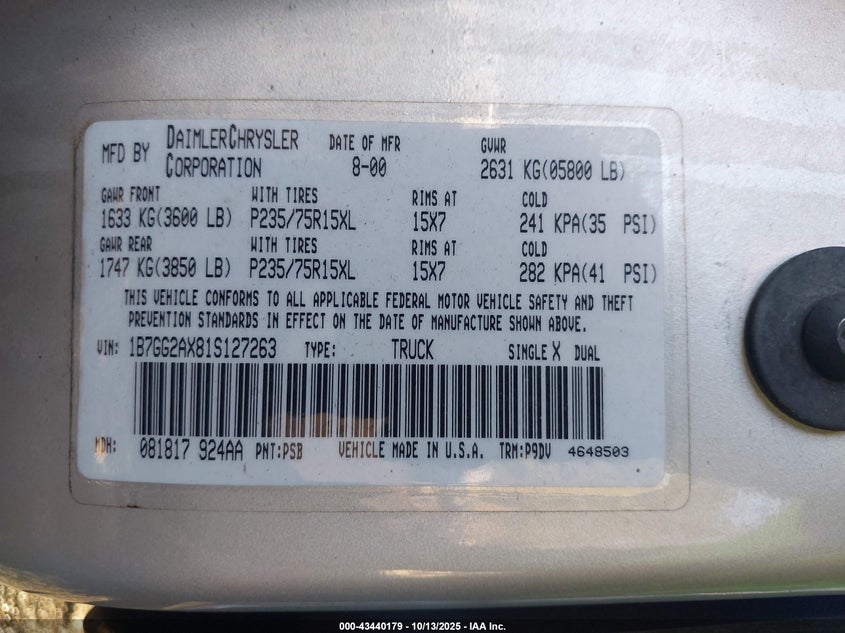 MFD BY DAIMLERCHRYSLER CORPORATION DATE OF MFR 8-00 GVWR 2631 KG(05800 LB)
GAWR FRONT WITH TIRES RIMS AT COLD
1633 KG(3600 LB) P235/75R15XL 15X7 241 KPA(35 PSI)
GAWR REAR WITH TIRES RIMS AT COLD
1747 KG(3850 LB) P235/75R15XL 15X7 282 KPA(41 PSI)
THIS VEHICLE CONFORMS TO ALL APPLICABLE FEDERAL MOTOR VEHICLE SAFETY AND THEFT
PREVENTION STANDARDS IN EFFECT ON THE DATE OF MANUFACTURE SHOWN ABOVE.
VIN: 1B7GG2AX81S127263 TYPE: TRUCK SINGLE X DUAL
MDH: 081817 924AA PNT:PSB VEHICLE MADE IN U.S.A. TRM:P9DV 4648503
000-43440179 - 10/13/2025 - IAA Inc.